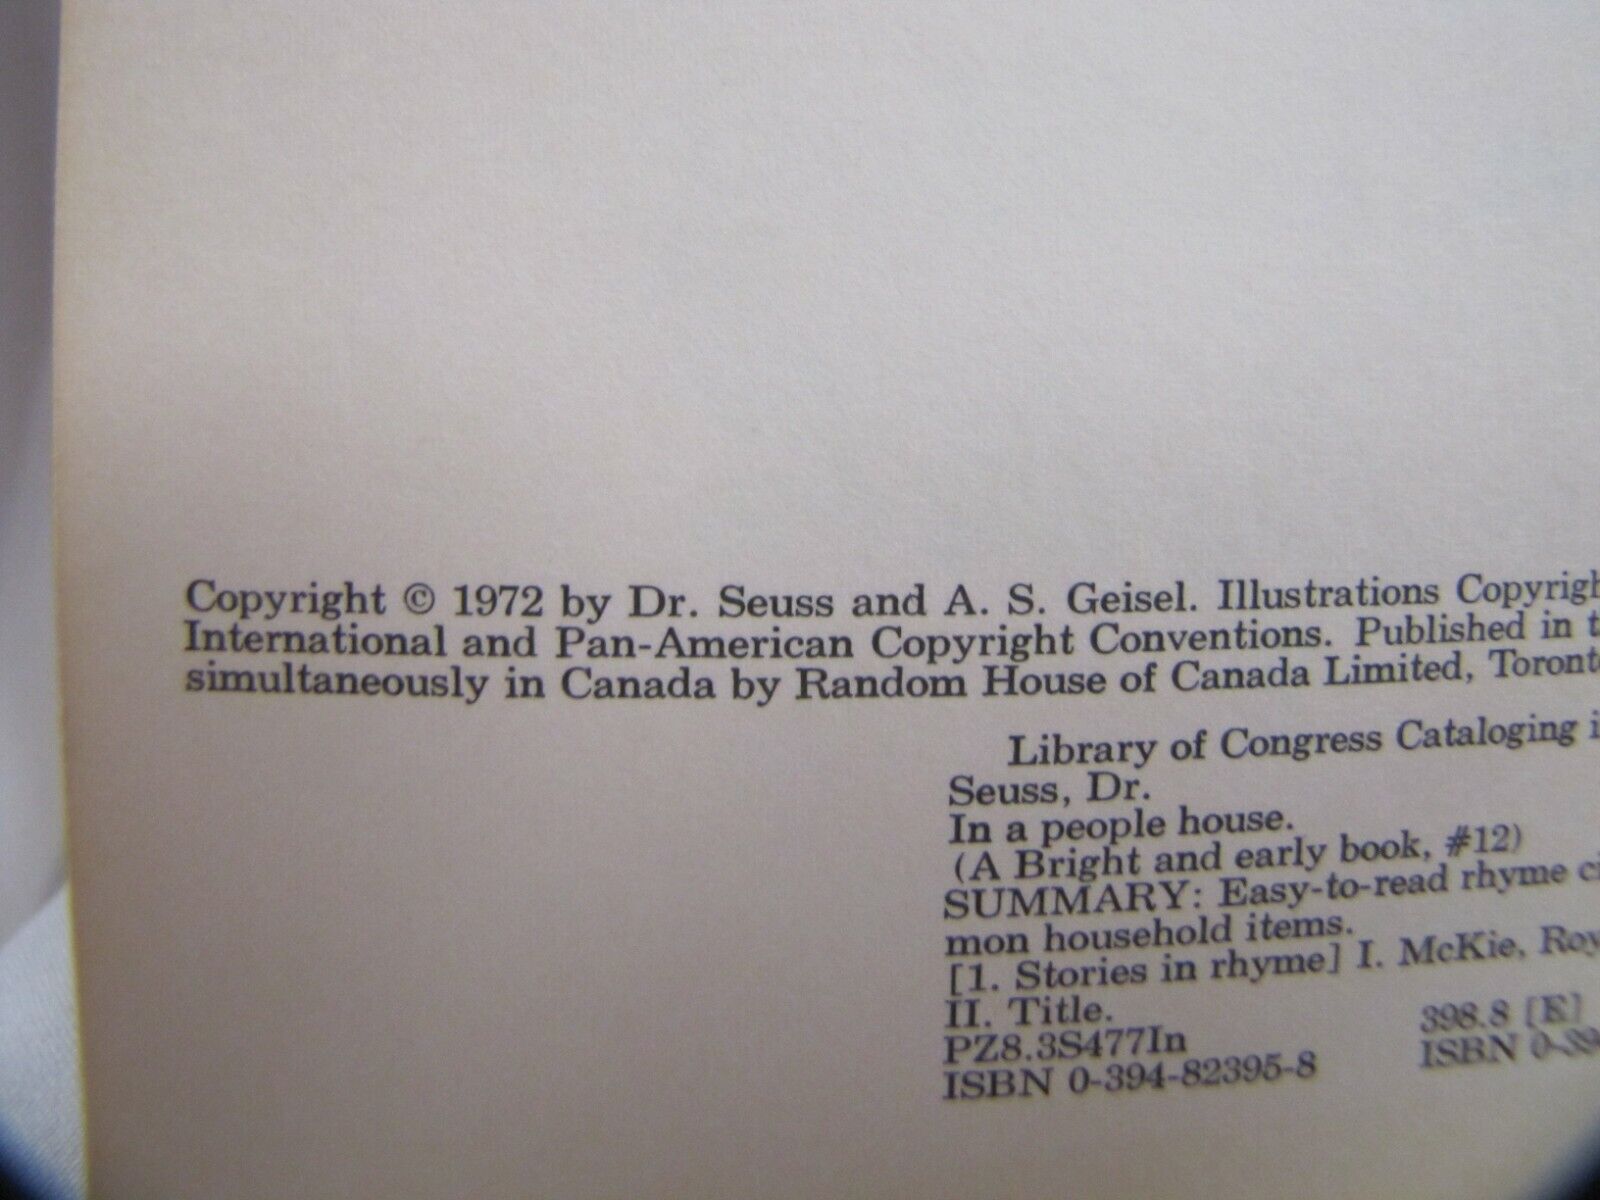 Copyright © 1972 by Dr. Seuss and A. S. Geisel. Illustrations Copyrigh
International and Pan-American Copyright Conventions. Published in t
simultaneously in Canada by Random House of Canada Limited, Toronto
Library of Congress Cataloging i
Seuss, Dr.
In a people house.
(A Bright and early book, #12)
SUMMARY: Easy-to-read rhyme ci
mon household items.
[1. Stories in rhyme] I. McKie, Roy
II. Title.
PZ8.3S477In 398.8 [E]
ISBN 0-394-82395-8 ISBN 0-39